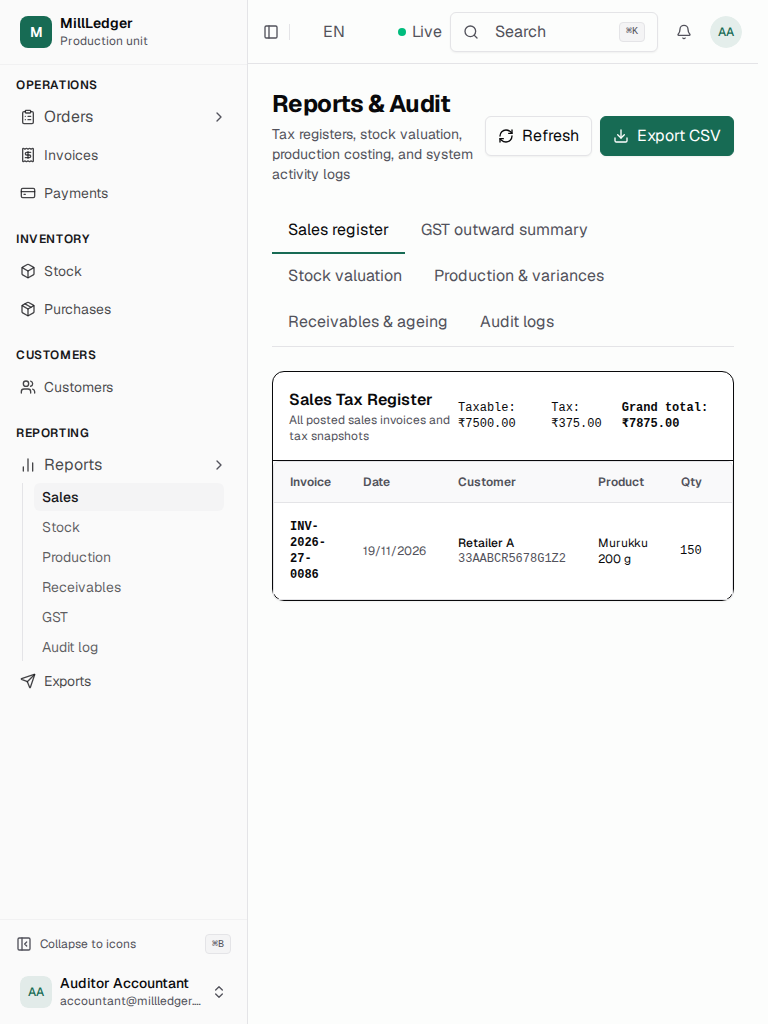 M
MillLedger
Production unit
EN
Live
Search
⌘K
AA
OPERATIONS
Orders
Invoices
Payments
INVENTORY
Stock
Purchases
CUSTOMERS
Customers
REPORTING
Reports
Sales
Stock
Production
Receivables
GST
Audit log
Exports
Collapse to icons
⌘B
AA
Auditor Accountant
accountant@millledger....
Reports & Audit
Tax registers, stock valuation,
production costing, and system
activity logs
Refresh
Export CSV
Sales register
GST outward summary
Stock valuation
Production & variances
Receivables & ageing
Audit logs
Sales Tax Register
All posted sales invoices and
tax snapshots
Taxable:
₹7500.00
Tax:
₹375.00
Grand total:
₹7875.00
Invoice Date Customer Product Qty
INV-
2026-
27-
0086
19/11/2026
Retailer A
33AABCR5678G1Z2
Murukku
200 g
150